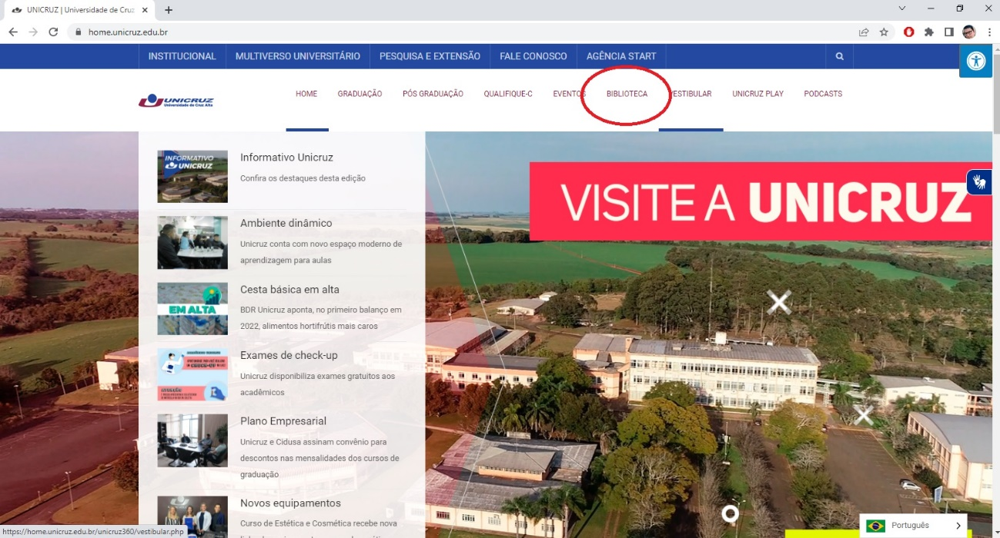 UNICRUZ | Universidade de Cruz
home.unicruz.edu.br
INSTITUCIONAL MULTIVERSO UNIVERSITÁRIO PESQUISA E EXTENSÃO FALE CONOSCO AGÊNCIA START
UNICRUZ
Universidade de Cruz Alta
HOME GRADUAÇÃO PÓS GRADUAÇÃO QUALIFIQUE-C EVENTOS BIBLIOTECA VESTIBULAR UNICRUZ PLAY PODCASTS
INFORMATIVO
UNICRUZ
Informativo Unicruz
Confira os destaques desta edição
VISITE A UNICRUZ
Ambiente dinâmico
Unicruz conta com novo espaço moderno de
aprendizagem para aulas
EM ALTA
Cesta básica em alta
BDR Unicruz aponta, no primeiro balanço em
2022, alimentos hortifrútis mais caros
CHECK-UP
Exames de check-up
Unicruz disponibiliza exames gratuitos aos
acadêmicos
Plano Empresarial
Unicruz e Cidusa assinam convênio para
descontos nas mensalidades dos cursos de
graduação
Novos equipamentos
Curso de Estética e Cosmética recebe nova
https://home.unicruz.edu.br/unicruz360/vestibular.php
Português